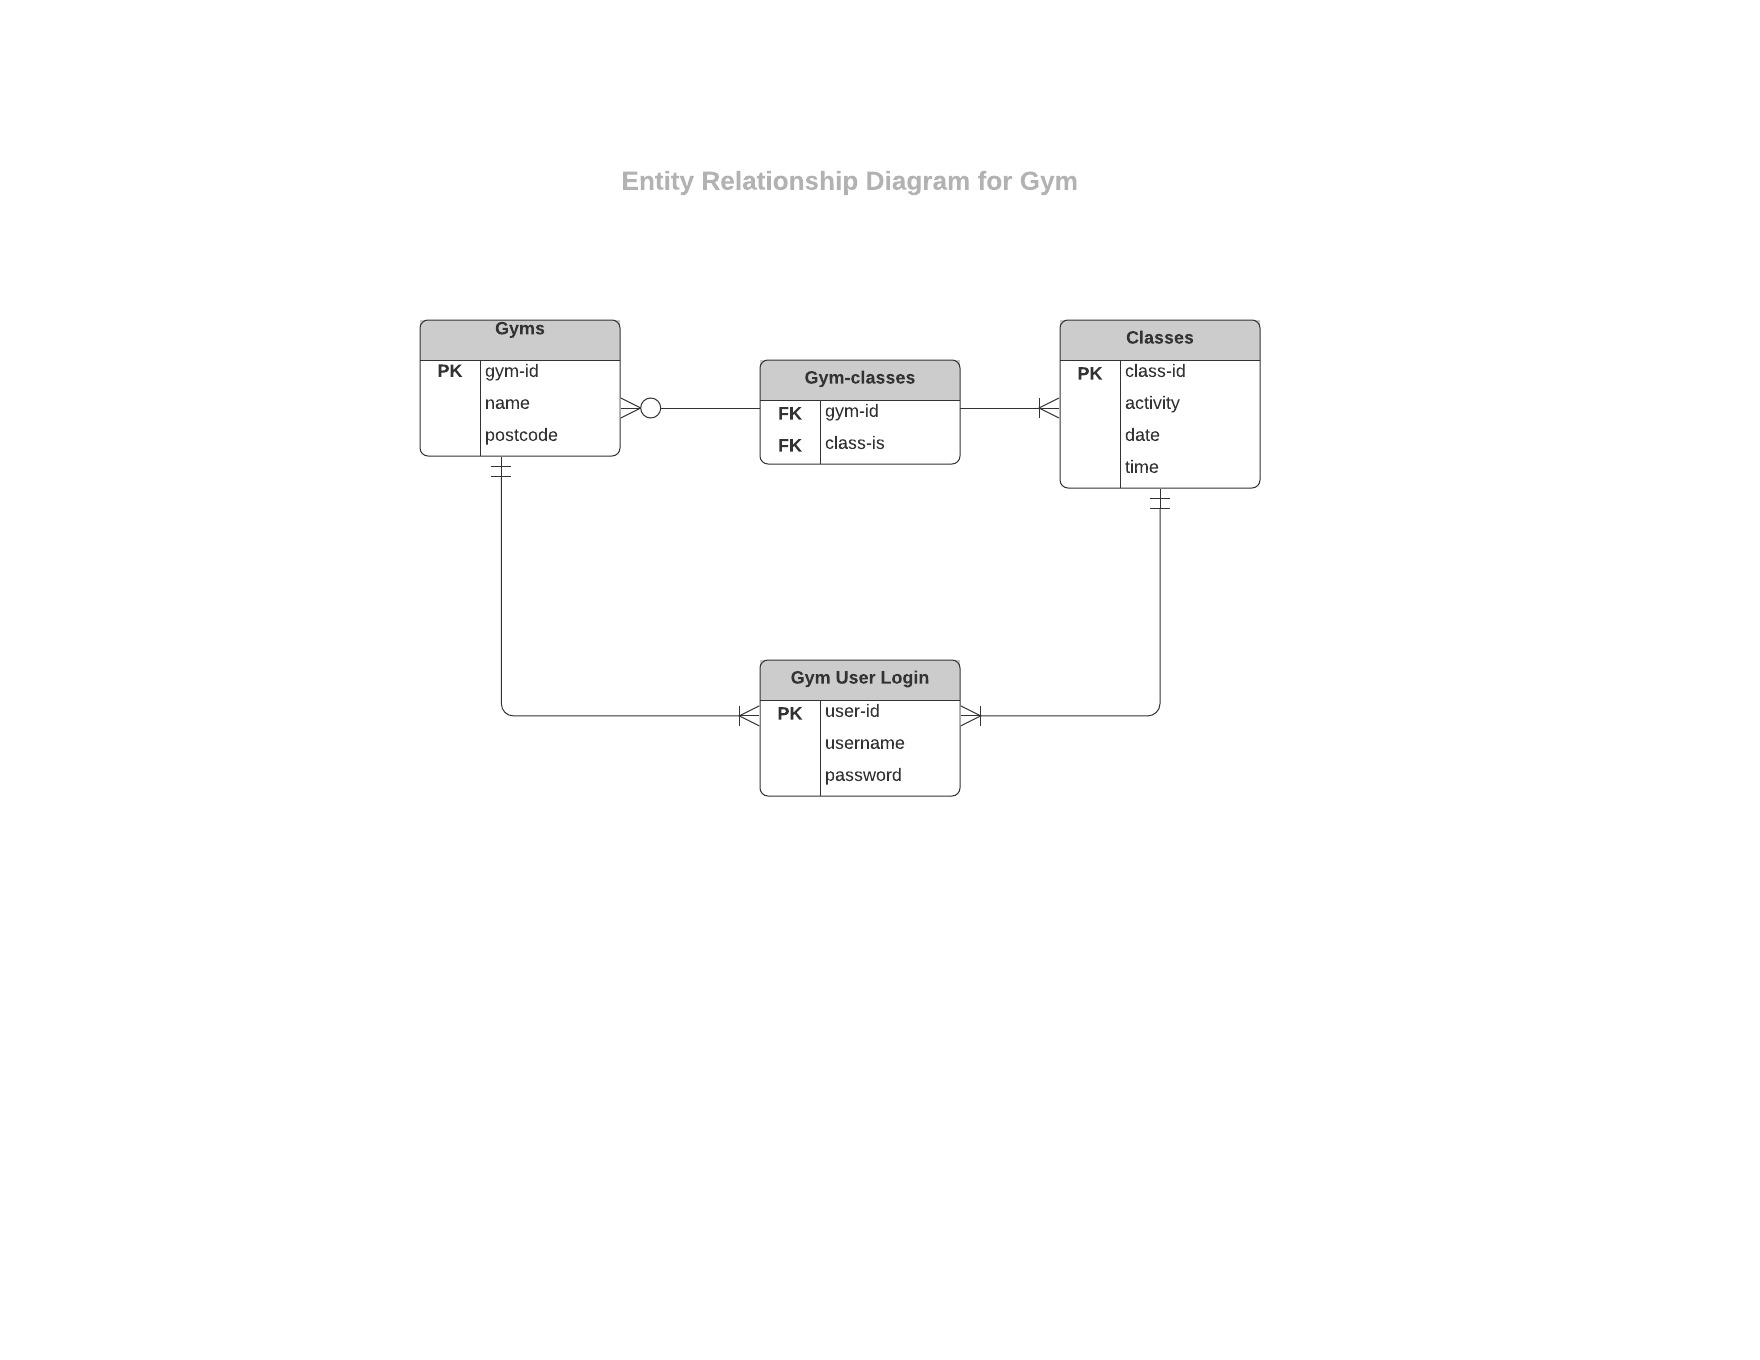 Entity Relationship Diagram for Gym
Gyms
PK gym-id
name
postcode
Gym-classes
FK gym-id
FK class-is
Classes
PK class-id
activity
date
time
Gym User Login
PK user-id
username
password